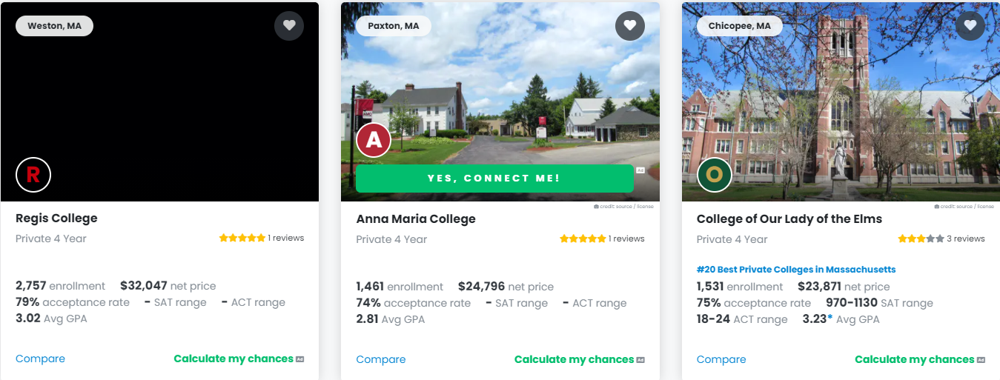 Weston, MA
R
Regis College
Private 4 Year
1 reviews
2,757 enrollment $32,047 net price
79% acceptance rate - SAT range - ACT range
3.02 Avg GPA
Compare
Calculate my chances Ad
Paxton, MA
AMC
A
YES, CONNECT ME!
Ad
credit: source / license
Anna Maria College
Private 4 Year
1 reviews
1,461 enrollment $24,796 net price
74% acceptance rate - SAT range - ACT range
2.81 Avg GPA
Compare
Calculate my chances Ad
Chicopee, MA
O
credit: source / license
College of Our Lady of the Elms
Private 4 Year
3 reviews
#20 Best Private Colleges in Massachusetts
1,531 enrollment $23,871 net price
75% acceptance rate 970-1130 SAT range
18-24 ACT range 3.23* Avg GPA
Compare
Calculate my chances Ad